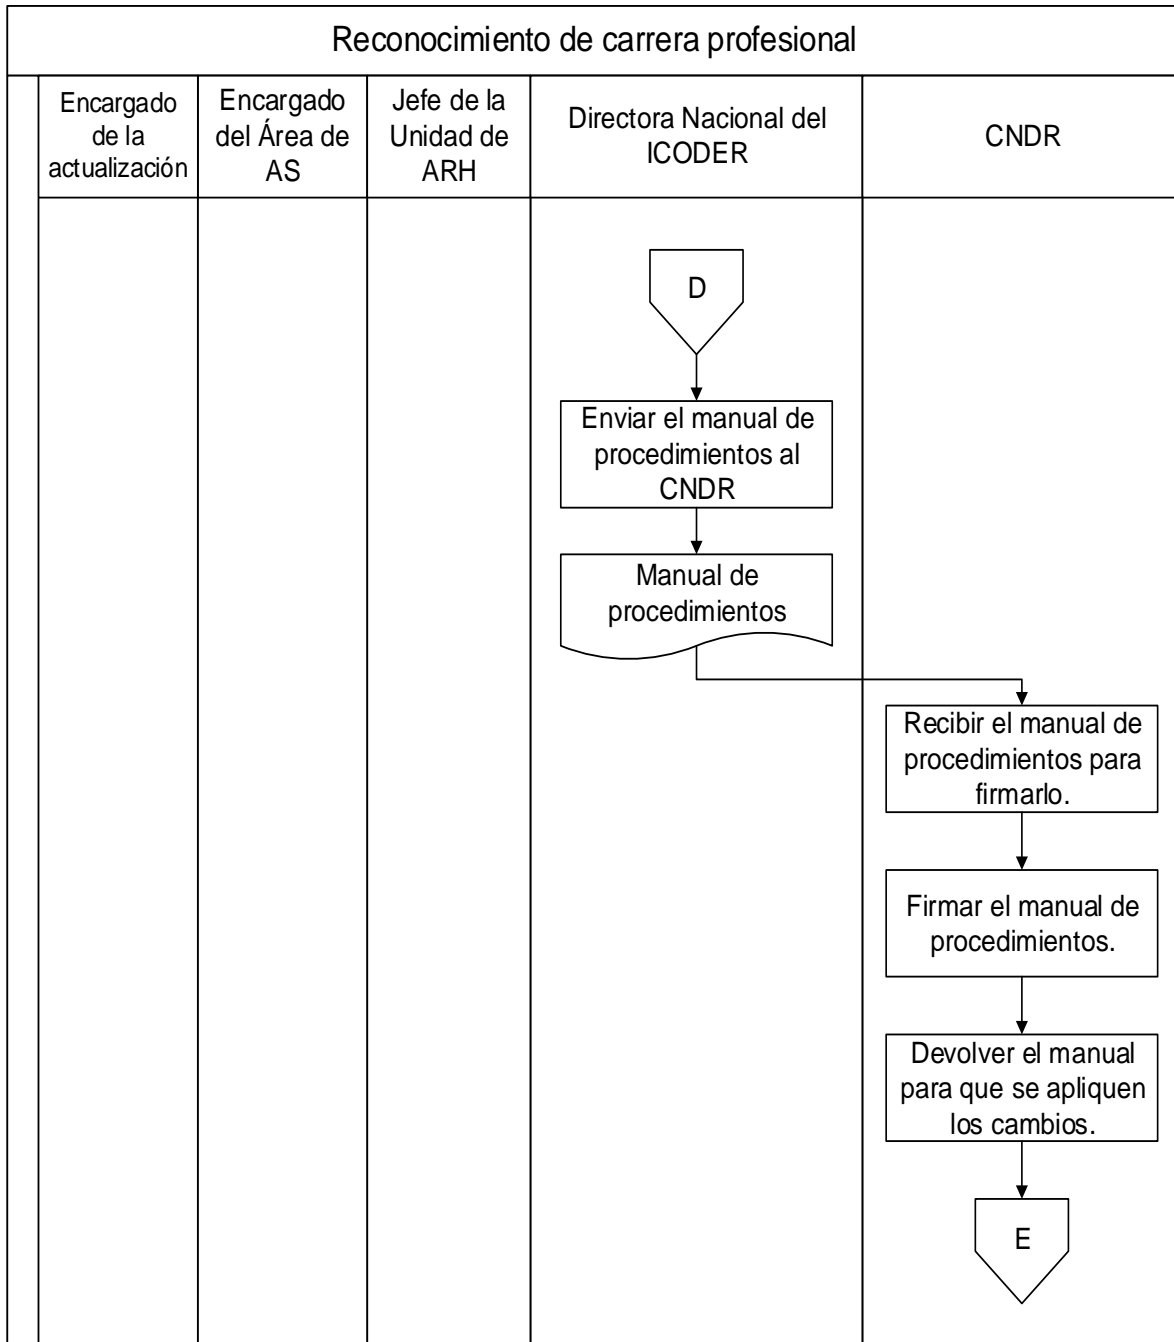 Reconocimiento de carrera profesional
Encargado
de la
actualización
Encargado
del Área de
AS
Jefe de la
Unidad de
ARH
Directora Nacional del
ICODER
CNDR
D
Enviar el manual de
procedimientos al
CNDR
Manual de
procedimientos
Recibir el manual de
procedimientos para
firmarlo.
Firmar el manual de
procedimientos.
Devolver el manual
para que se apliquen
los cambios.
E